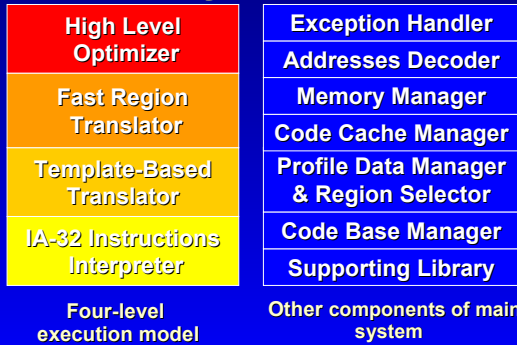 High Level
Optimizer
Fast Region
Translator
Template-Based
Translator
IA-32 Instructions
Interpreter
Four-level
execution model
Exception Handler
Addresses Decoder
Memory Manager
Code Cache Manager
Profile Data Manager
& Region Selector
Code Base Manager
Supporting Library
Other components of main
system